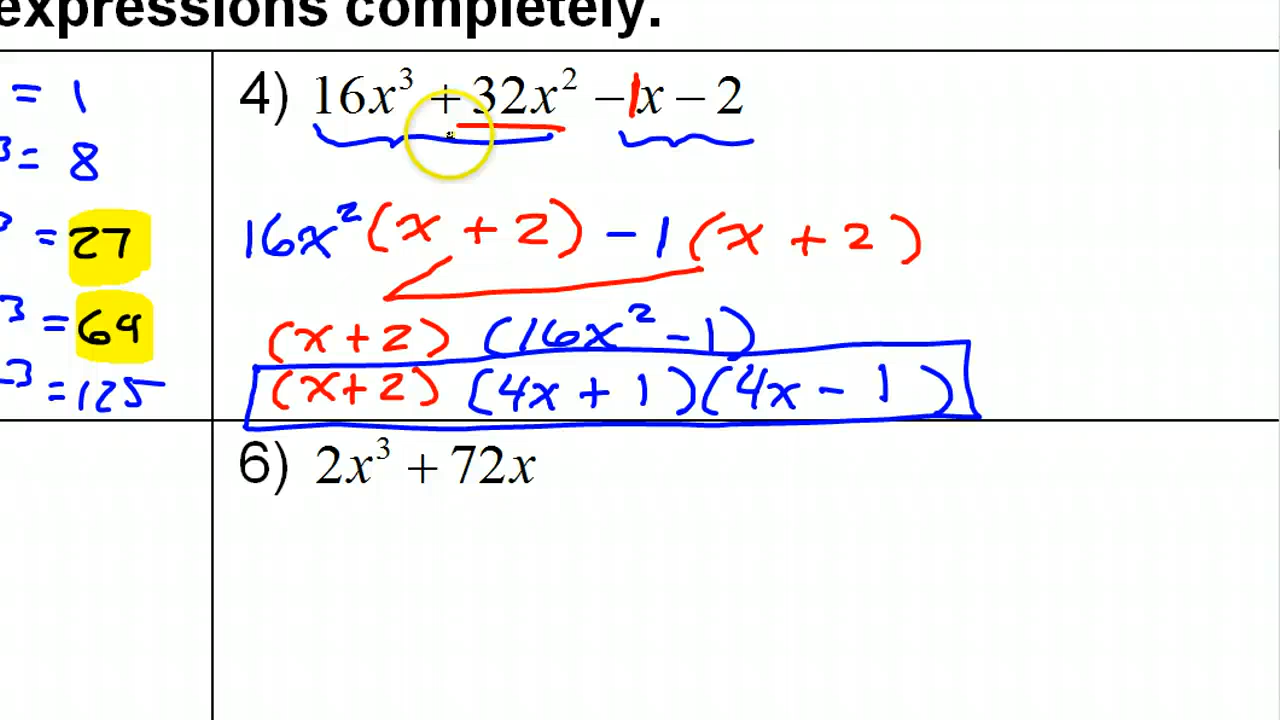 expressions completely.
= 1
3 = 8
3 = 27
3 = 64
3 = 125
4) 16x³ + 32x² − 1x − 2
16x² (x + 2) − 1 (x + 2)
(x+2) (16x² − 1)
(x+2) (4x + 1)(4x − 1)
6) 2x³ + 72x